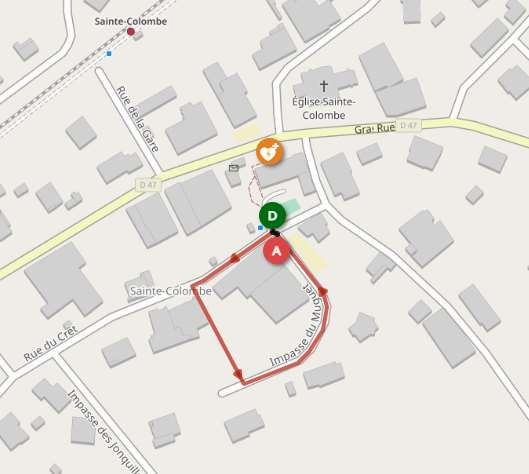 Sainte-Colombe
Rue de la Gare
Église Sainte-
Colombe
Gra
Rue
D 47
D 47
D
A
Sainte-Colombe
Impasse du Muguet
Rue du Crêt
Impasse des Jonquill